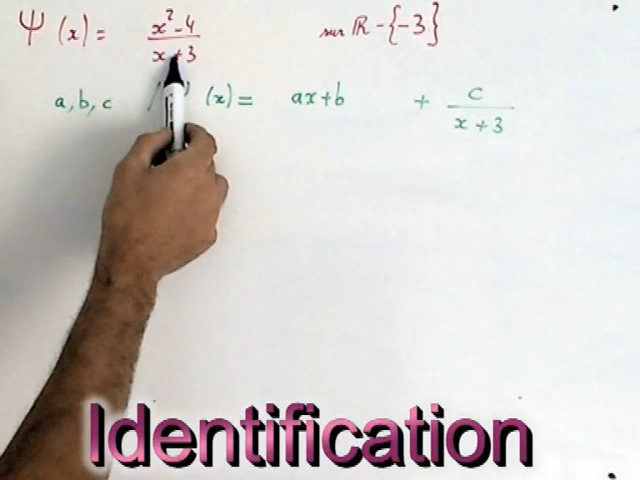 Ψ (x) = x² - 4 / x + 3 sur ℝ - {-3}
a, b, c / (x) = ax + b + c / x + 3
Identification